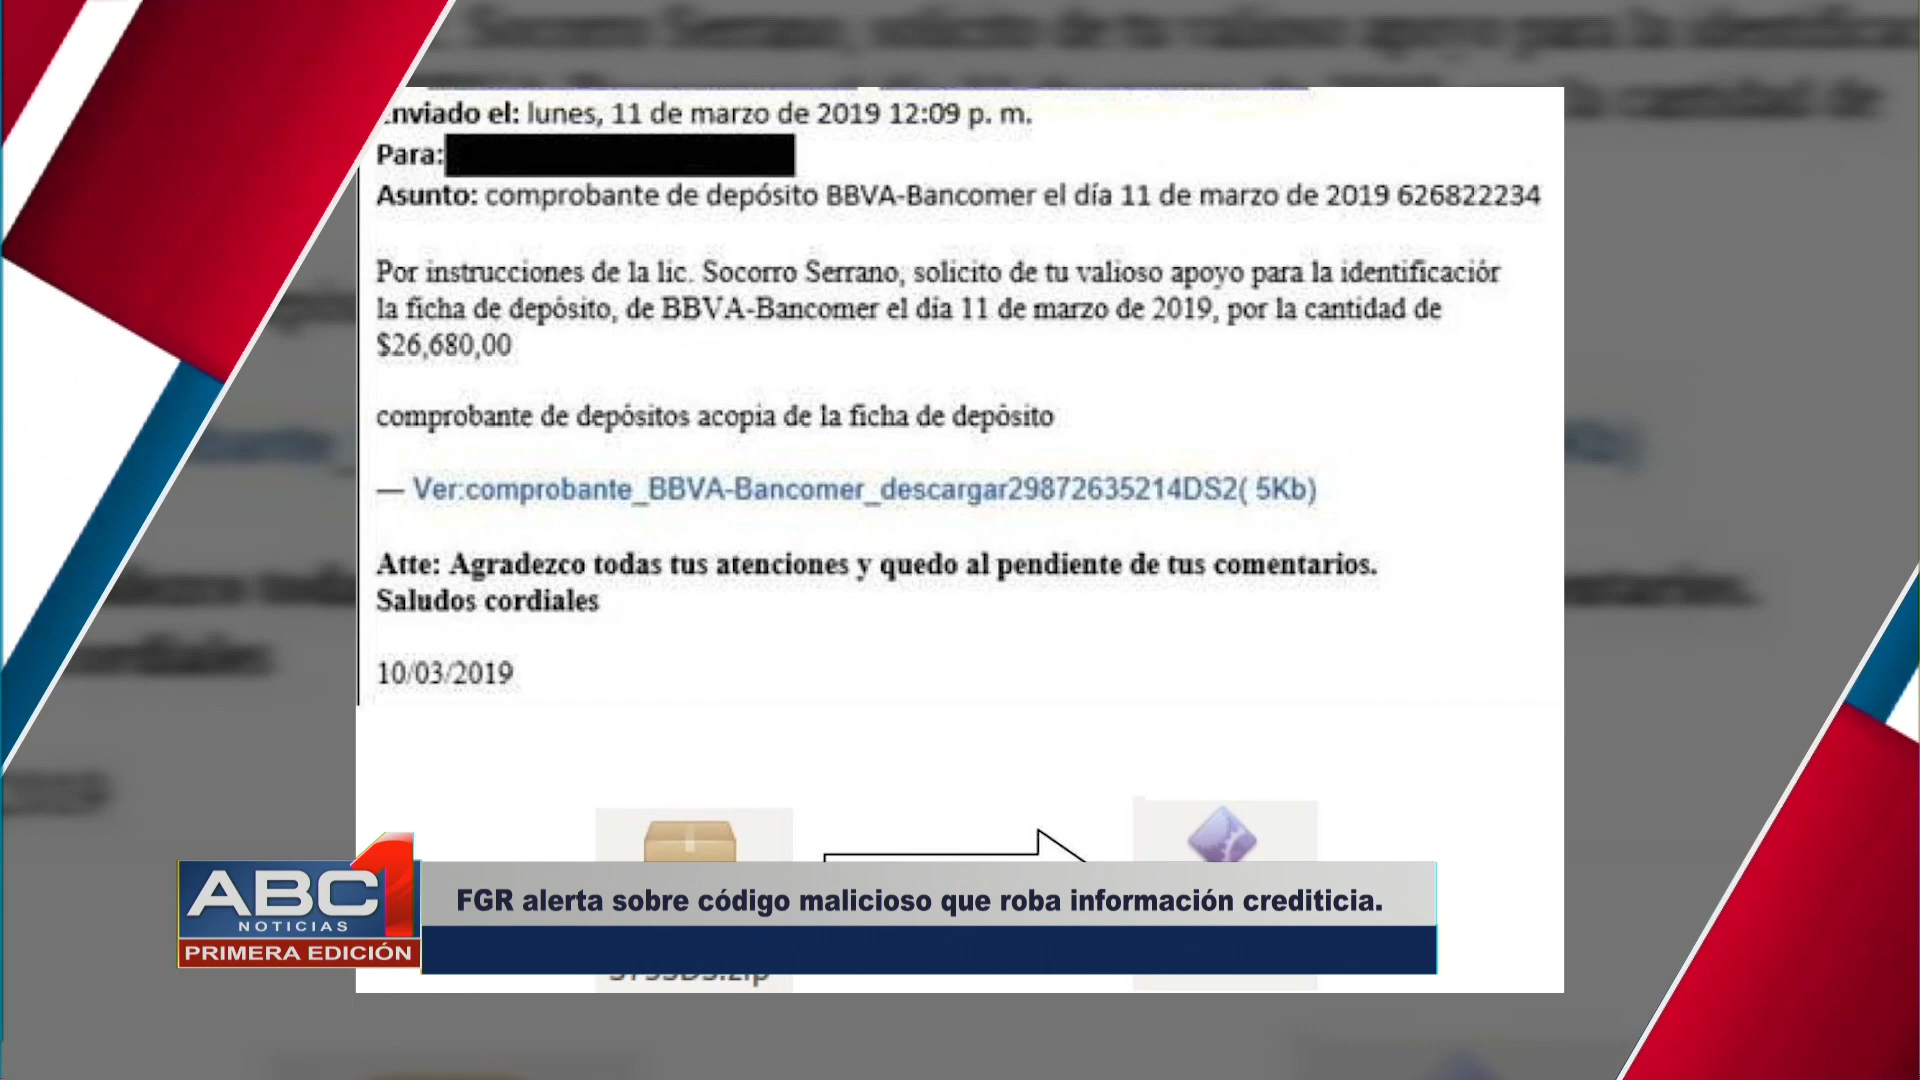 nviado el: lunes, 11 de marzo de 2019 12:09 p. m.
Para:
Asunto: comprobante de depósito BBVA-Bancomer el día 11 de marzo de 2019 626822234
Por instrucciones de la lic. Socorro Serrano, solicito de tu valioso apoyo para la identificación
la ficha de depósito, de BBVA-Bancomer el día 11 de marzo de 2019, por la cantidad de
$26,680,00
comprobante de depósitos acopia de la ficha de depósito
— Ver:comprobante_BBVA-Bancomer_descargar29872635214DS2( 5Kb)
Atte: Agradezco todas tus atenciones y quedo al pendiente de tus comentarios.
Saludos cordiales
10/03/2019
ABC 1
NOTICIAS
PRIMERA EDICIÓN
FGR alerta sobre código malicioso que roba información crediticia.